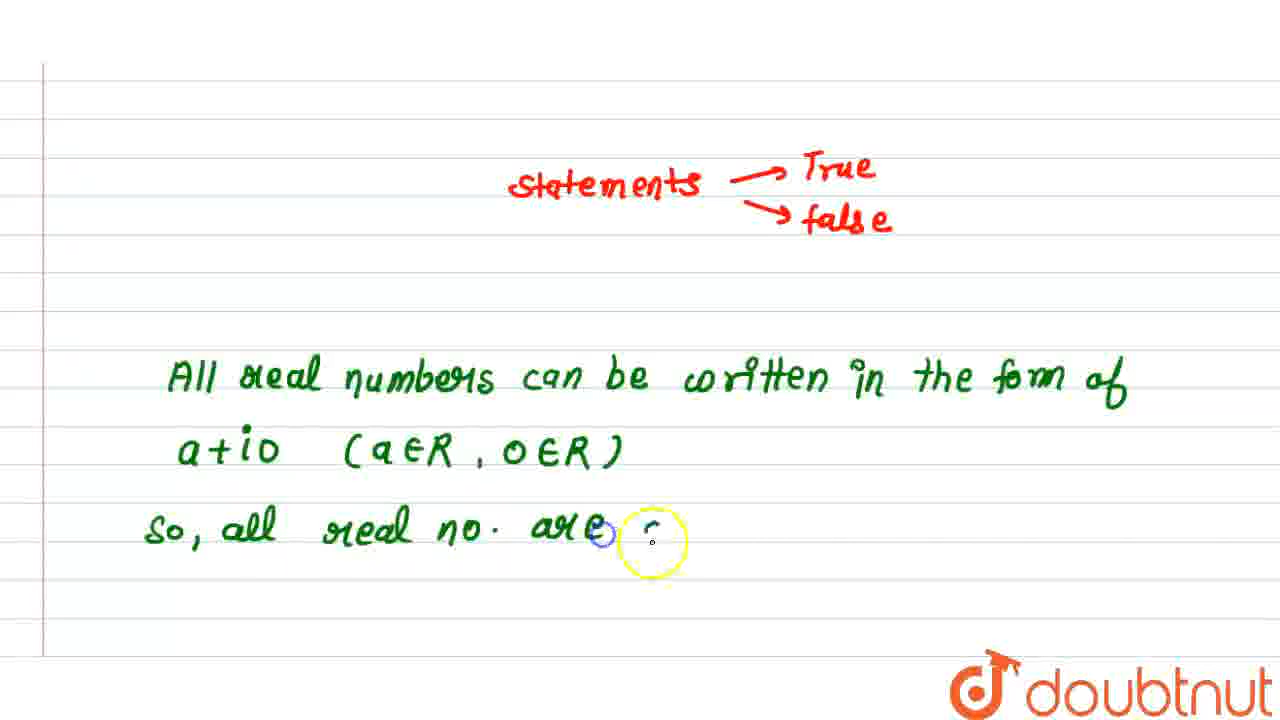 statements → True
→ false
All real numbers can be written in the form of
a+i0 (a∈R, 0∈R)
So, all real no. are
doubtnut